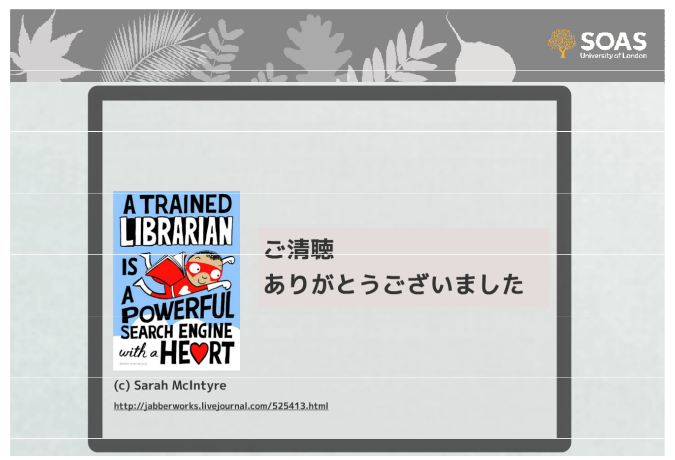 SOAS
University of London
A TRAINED
LIBRARIAN
IS
A
POWERFUL
SEARCH ENGINE
with a HEART
ご清聴
ありがとうございました
(c) Sarah McIntyre
http://jabberworks.livejournal.com/525413.html